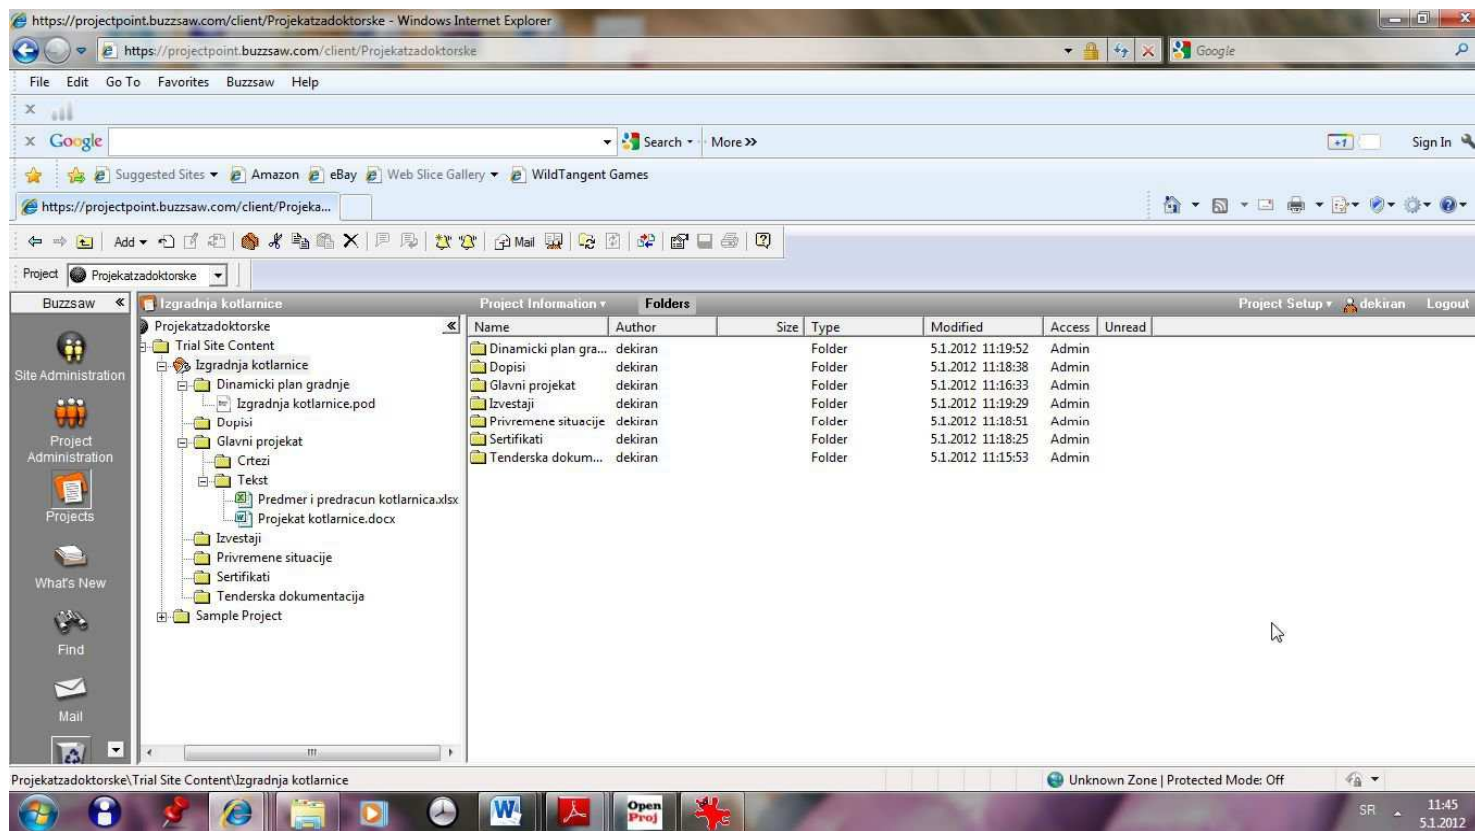 https://projectpoint.buzzsaw.com/client/Projekatzadoktorske - Windows Internet Explorer
https://projectpoint.buzzsaw.com/client/Projekatzadoktorske Google
File Edit Go To Favorites Buzzsaw Help
x
x Google Search More >> +1 Sign In
Suggested Sites Amazon eBay Web Slice Gallery WildTangent Games
https://projectpoint.buzzsaw.com/client/Projeka...
Add Mail
Project Projekatzadoktorske
Buzzsaw « Izgradnja kotlarnice Project Information Folders Project Setup dekiran Logout
Site Administration
Project Administration
Projects
What's New
Find
Mail
Projekatzadoktorske «
Trial Site Content
Izgradnja kotlarnice
Dinamicki plan gradnje
Izgradnja kotlarnice.pod
Dopisi
Glavni projekat
Crtezi
Tekst
Predmer i predracun kotlarnica.xlsx
Projekat kotlarnice.docx
Izvestaji
Privremene situacije
Sertifikati
Tenderska dokumentacija
Sample Project
Name Author Size Type Modified Access Unread
Dinamicki plan gra... dekiran Folder 5.1.2012 11:19:52 Admin
Dopisi dekiran Folder 5.1.2012 11:18:38 Admin
Glavni projekat dekiran Folder 5.1.2012 11:16:33 Admin
Izvestaji dekiran Folder 5.1.2012 11:19:29 Admin
Privremene situacije dekiran Folder 5.1.2012 11:18:51 Admin
Sertifikati dekiran Folder 5.1.2012 11:18:25 Admin
Tenderska dokum... dekiran Folder 5.1.2012 11:15:53 Admin
Projekatzadoktorske\Trial Site Content\Izgradnja kotlarnice Unknown Zone | Protected Mode: Off
Open
Proj
SR 11:45
5.1.2012